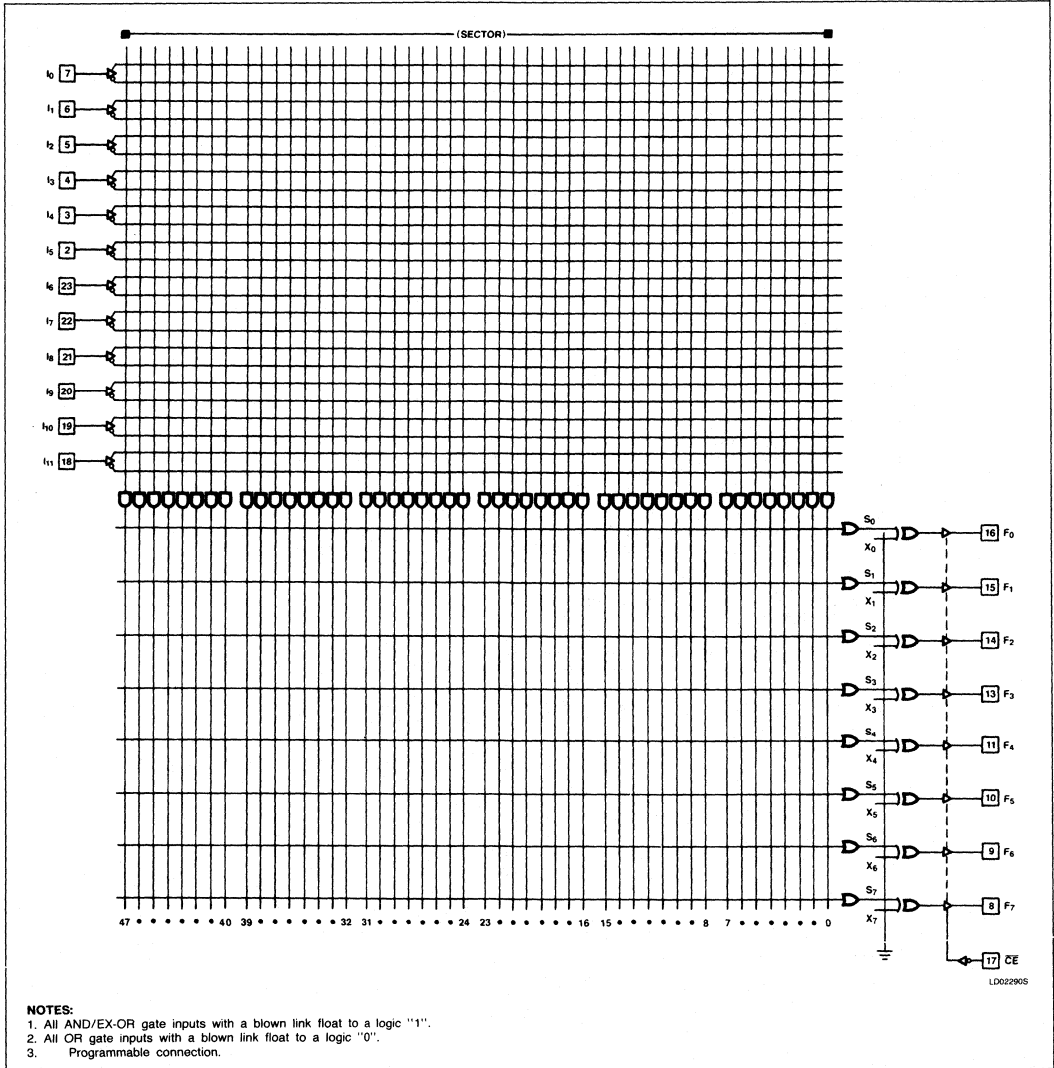 (SECTOR)
I0 7
I1 6
I2 5
I3 4
I4 3
I5 2
I6 23
I7 22
I8 21
I9 20
I10 19
I11 18
S0
X0
16 F0
S1
X1
15 F1
S2
X2
14 F2
S3
X3
13 F3
S4
X4
11 F4
S5
X5
10 F5
S6
X6
9 F6
S7
X7
8 F7
47 • • • • • • 40 39 • • • • • • 32 31 • • • • • • 24 23 • • • • • • 16 15 • • • • • • 8 7 • • • • • • 0
17 C̅E̅
LD02290S
NOTES:
1. All AND/EX-OR gate inputs with a blown link float to a logic "1".
2. All OR gate inputs with a blown link float to a logic "0".
3. Programmable connection.